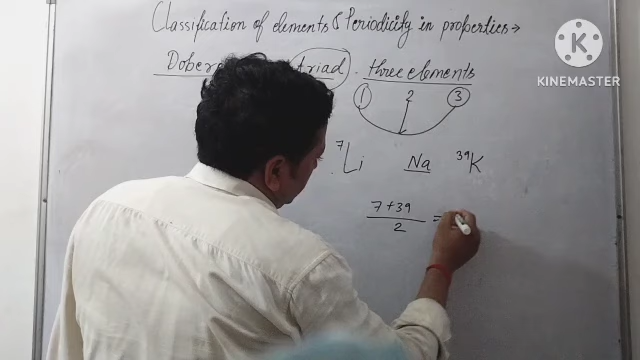 Classification of elements & Periodicity in properties →
triad - three elements
1 2 3
⁷Li Na ³⁹K
7+39
2
=
K
KINEMASTER